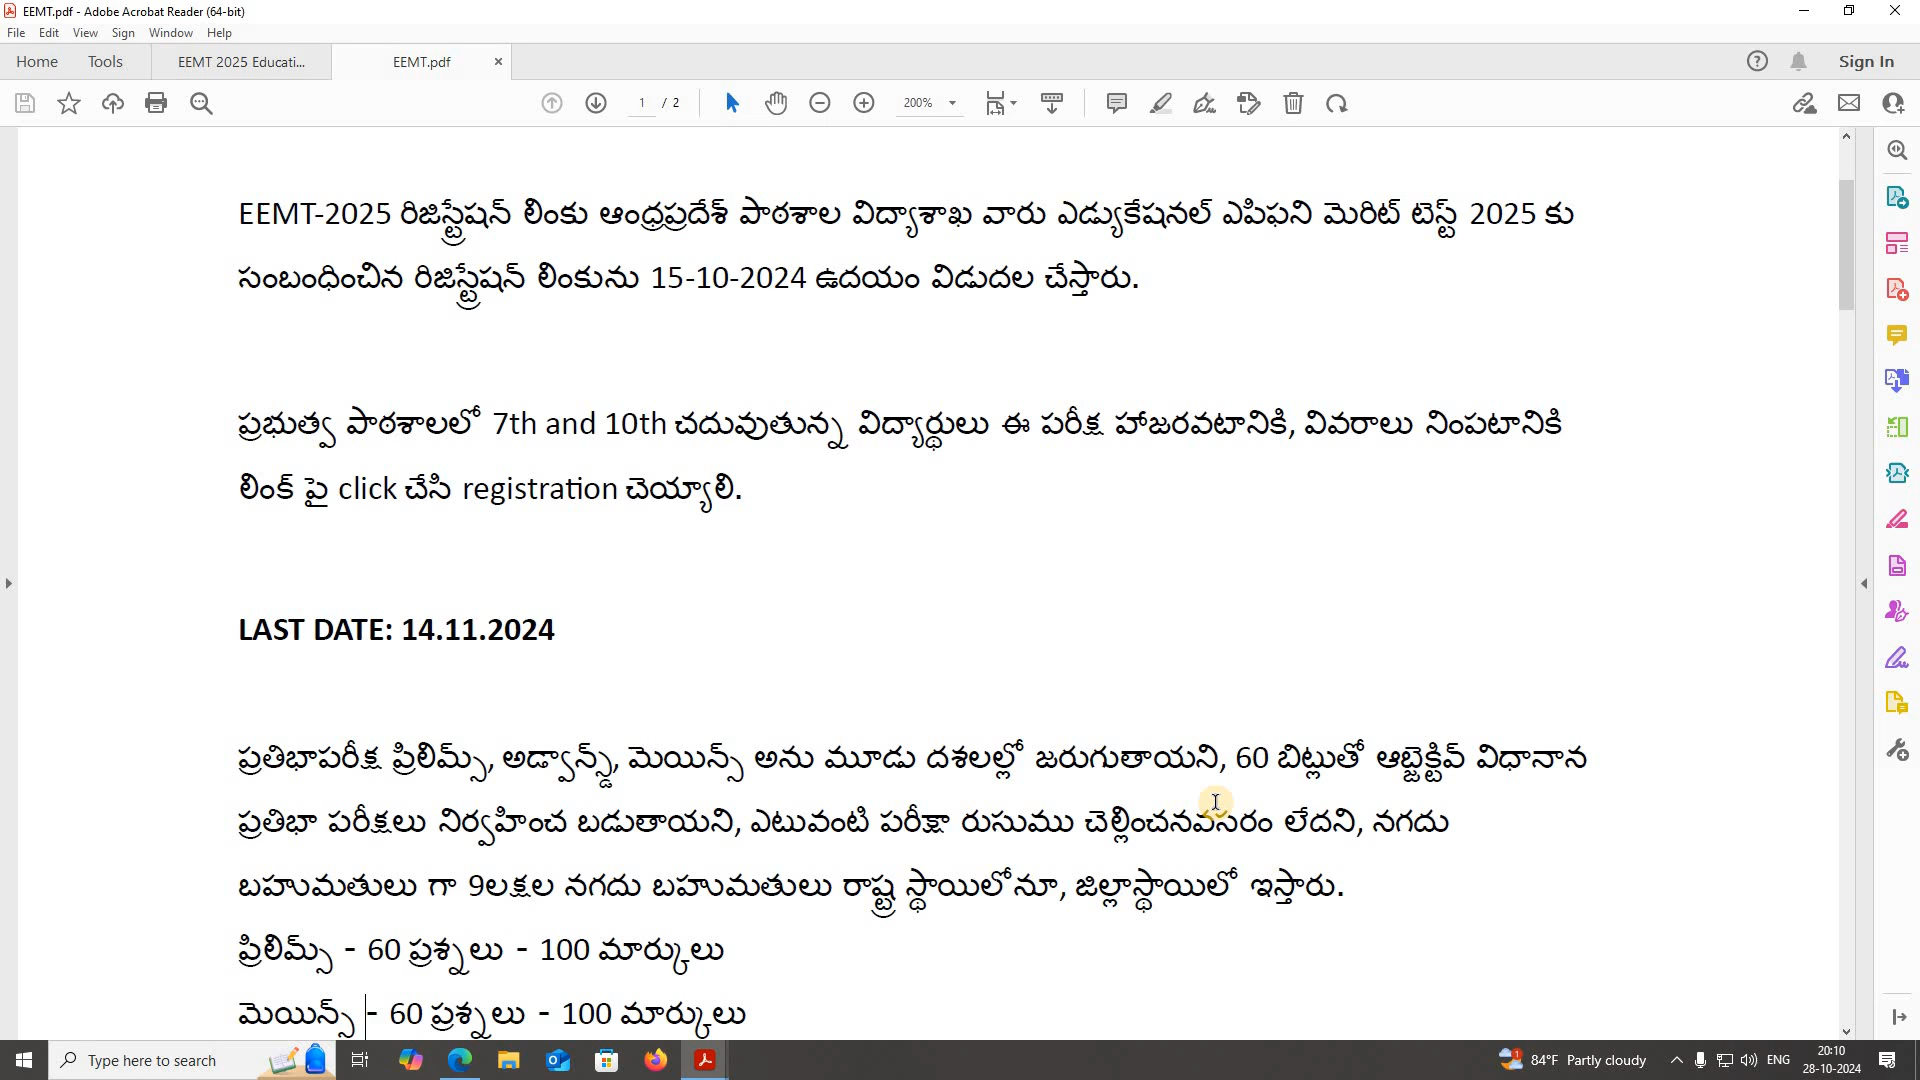 EEMT.pdf - Adobe Acrobat Reader (64-bit)
File Edit View Sign Window Help
Home Tools EEMT 2025 Educati... EEMT.pdf Sign In
1 / 2 200%
EEMT-2025 రిజిస్ట్రేషన్ లింకు ఆంధ్రప్రదేశ్ పాఠశాల విద్యాశాఖ వారు ఎడ్యుకేషనల్ ఎపిఫని మెరిట్ టెస్ట్ 2025 కు
సంబంధించిన రిజిస్ట్రేషన్ లింకును 15-10-2024 ఉదయం విడుదల చేస్తారు.
ప్రభుత్వ పాఠశాలలో 7th and 10th చదువుతున్న విద్యార్థులు ఈ పరీక్ష హాజరవటానికి, వివరాలు నింపటానికి
లింక్ పై click చేసి registration చెయ్యాలి.
LAST DATE: 14.11.2024
ప్రతిభాపరీక్ష ప్రిలిమ్స్, అడ్వాన్స్డ్, మెయిన్స్ అను మూడు దశలల్లో జరుగుతాయని, 60 బిట్లుతో ఆబ్జెక్టివ్ విధానాన
ప్రతిభా పరీక్షలు నిర్వహించ బడుతాయని, ఎటువంటి పరీక్షా రుసుము చెల్లించనవసరం లేదని, నగదు
బహుమతులు గా 9లక్షల నగదు బహుమతులు రాష్ట్ర స్థాయిలోనూ, జిల్లాస్థాయిలో ఇస్తారు.
ప్రిలిమ్స్ - 60 ప్రశ్నలు - 100 మార్కులు
మెయిన్స్ - 60 ప్రశ్నలు - 100 మార్కులు
Type here to search 84°F Partly cloudy ENG 20:10
28-10-2024